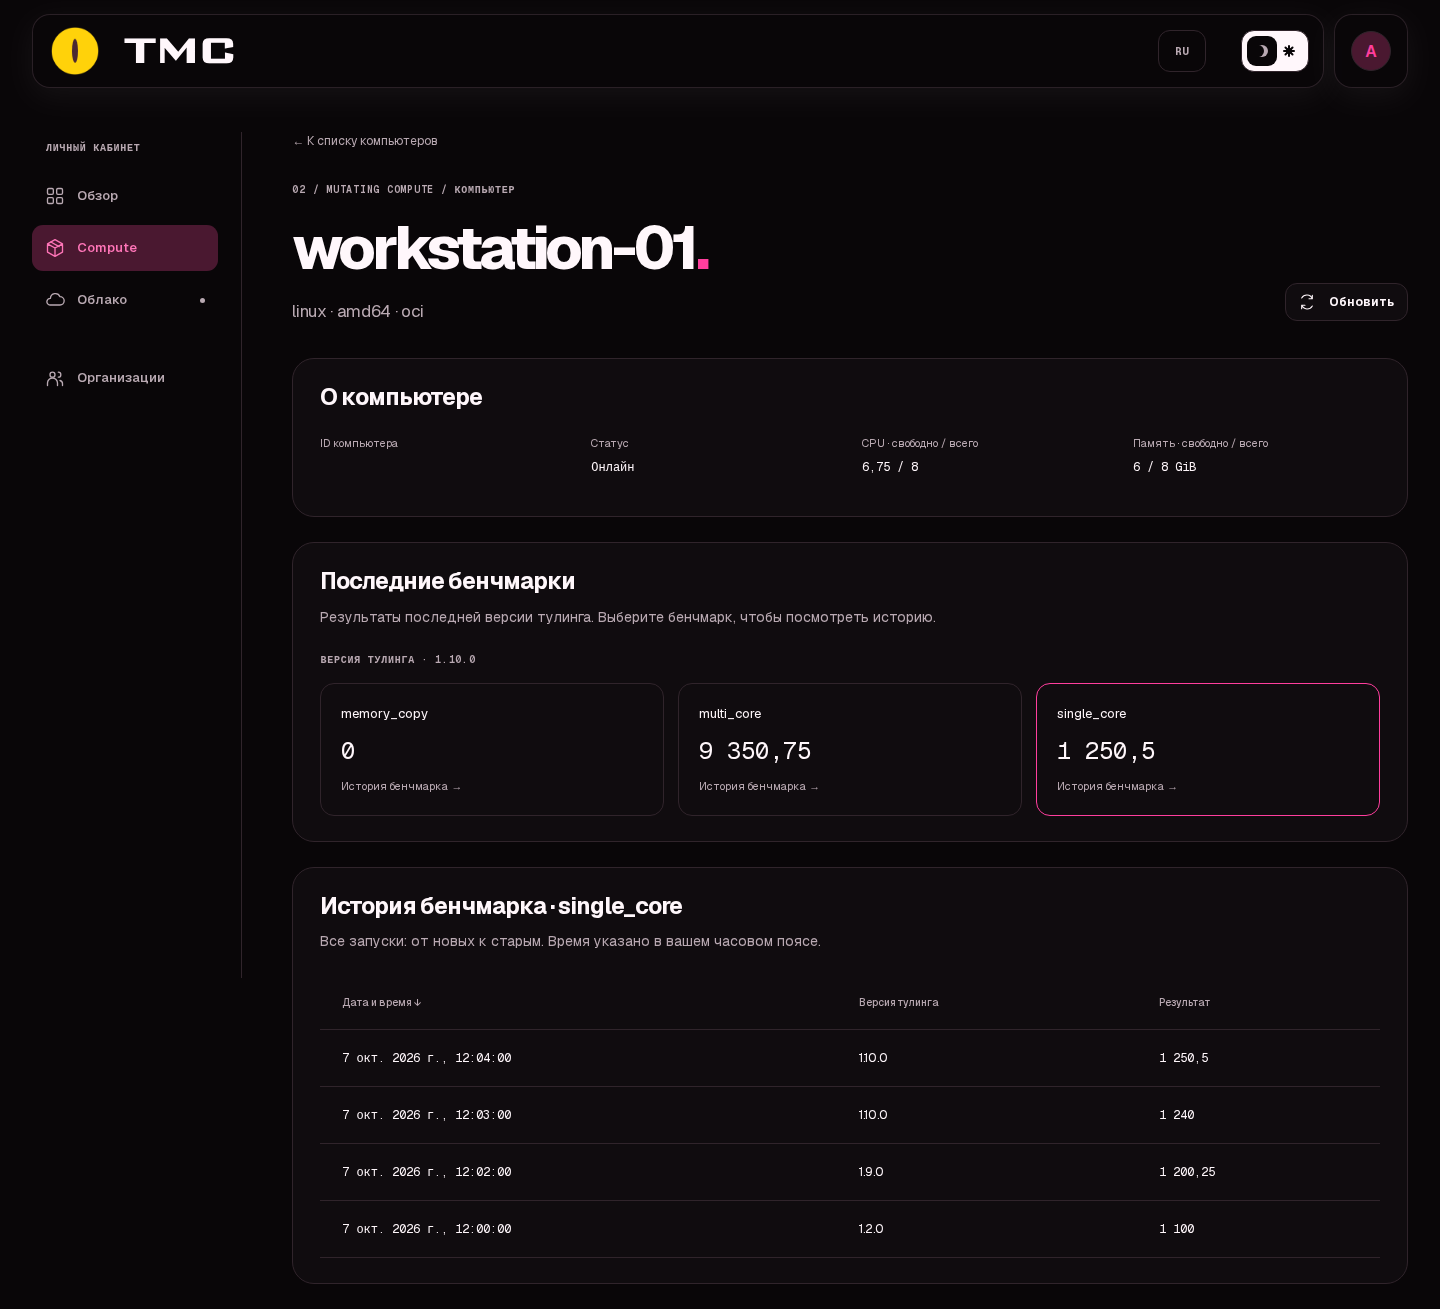 TMC
RU
A
ЛИЧНЫЙ КАБИНЕТ
Обзор
Compute
Облако
Организации
← К списку компьютеров
02 / MUTATING COMPUTE / КОМПЬЮТЕР
workstation-01.
linux · amd64 · oci
Обновить
О компьютере
ID компьютера
Статус
Онлайн
CPU · свободно / всего
6,75 / 8
Память · свободно / всего
6 / 8 GiB
Последние бенчмарки
Результаты последней версии тулинга. Выберите бенчмарк, чтобы посмотреть историю.
ВЕРСИЯ ТУЛИНГА · 1.10.0
memory_copy
0
История бенчмарка →
multi_core
9 350,75
История бенчмарка →
single_core
1 250,5
История бенчмарка →
История бенчмарка · single_core
Все запуски: от новых к старым. Время указано в вашем часовом поясе.
Дата и время ↓ Версия тулинга Результат
7 окт. 2026 г., 12:04:00 1.10.0 1 250,5
7 окт. 2026 г., 12:03:00 1.10.0 1 240
7 окт. 2026 г., 12:02:00 1.9.0 1 200,25
7 окт. 2026 г., 12:00:00 1.2.0 1 100